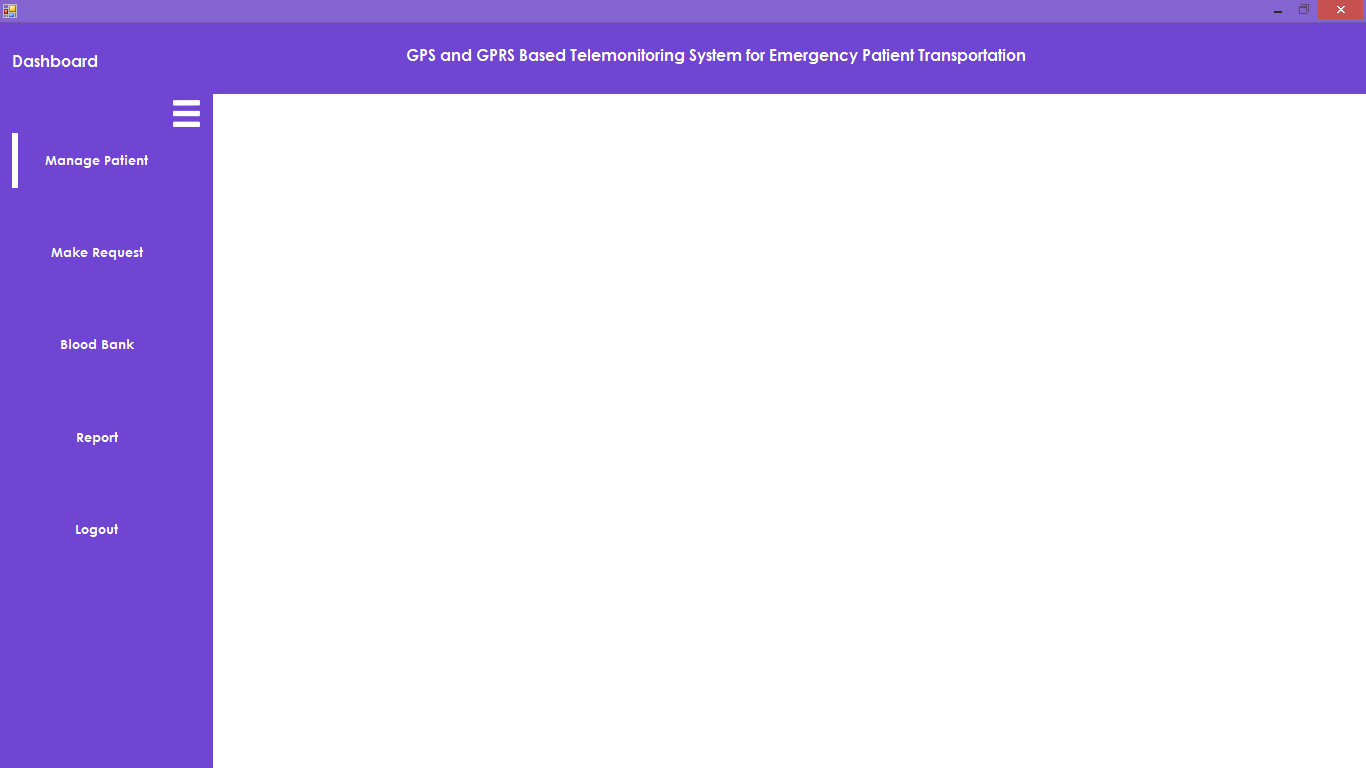 GPS and GPRS Based Telemonitoring System for Emergency Patient Transportation
Dashboard
Manage Patient
Make Request
Blood Bank
Report
Logout